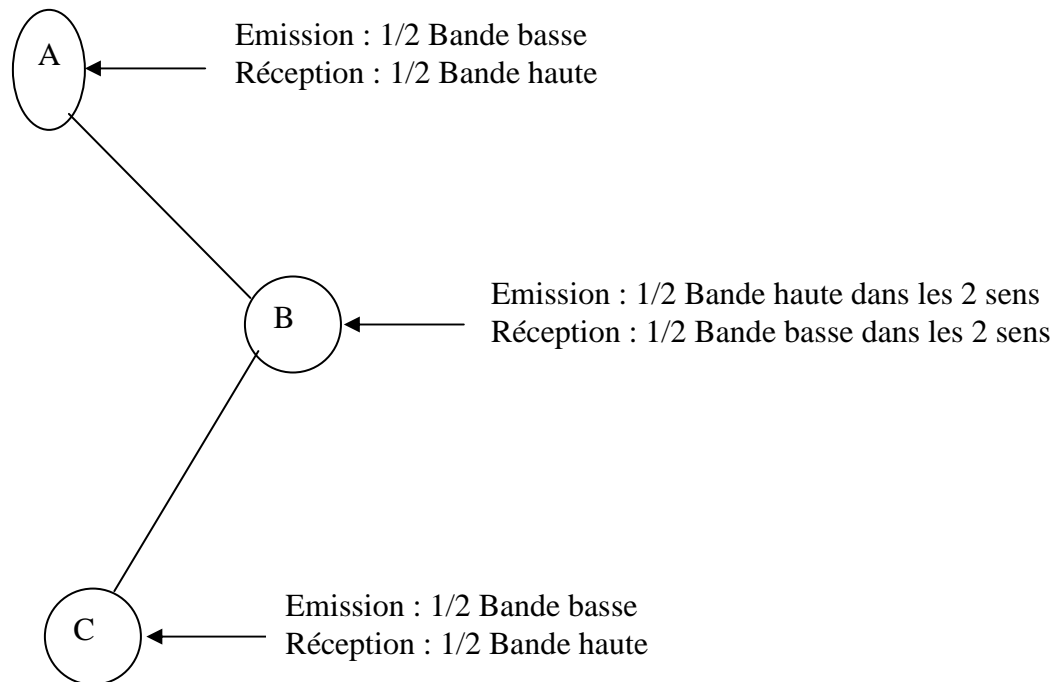 A
Emission : 1/2 Bande basse
Réception : 1/2 Bande haute
B
Emission : 1/2 Bande haute dans les 2 sens
Réception : 1/2 Bande basse dans les 2 sens
C
Emission : 1/2 Bande basse
Réception : 1/2 Bande haute